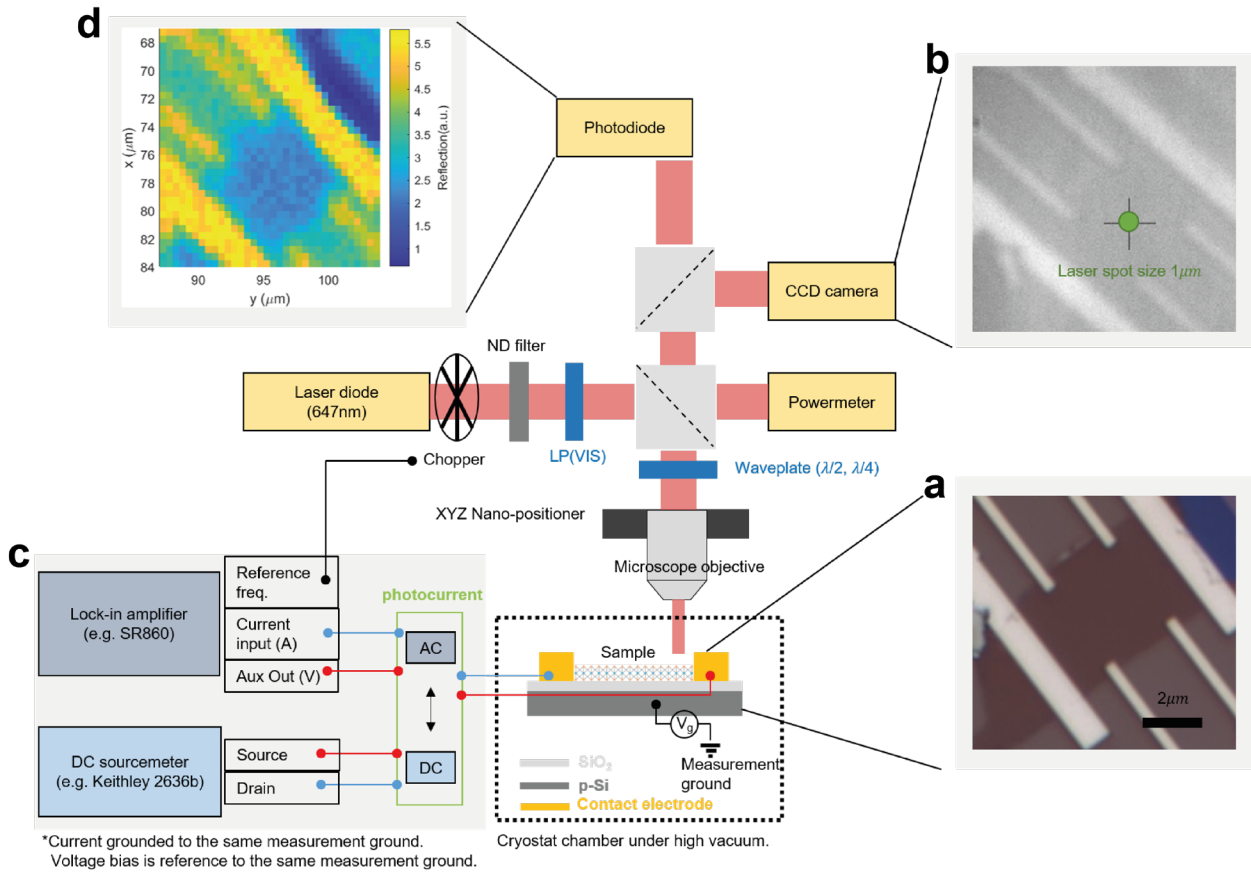 d
68
70
72
74
76
78
80
82
84
x (μm)
90
95
100
y (μm)
5.5
5
4.5
4
3.5
3
2.5
2
1.5
1
Reflection(a.u.)
Photodiode
b
Laser spot size 1μm
CCD camera
ND filter
Laser diode
(647nm)
Powermeter
LP(VIS)
Chopper
Waveplate (λ/2, λ/4)
a
XYZ Nano-positioner
Microscope objective
2μm
c
Lock-in amplifier
(e.g. SR860)
Reference
freq.
Current
input (A)
Aux Out (V)
photocurrent
AC
DC
DC sourcemeter
(e.g. Keithley 2636b)
Source
Drain
Sample
Vg
Measurement
ground
SiO₂
p-Si
Contact electrode
*Current grounded to the same measurement ground.
Voltage bias is reference to the same measurement ground.
Cryostat chamber under high vacuum.